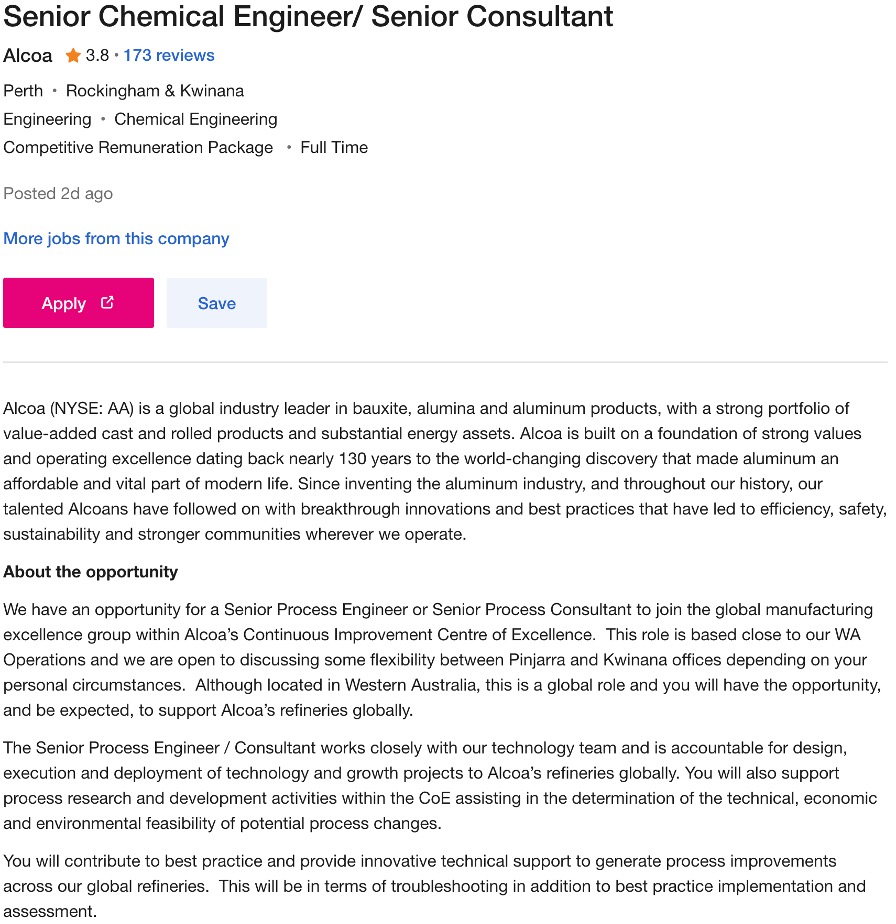 Senior Chemical Engineer/ Senior Consultant
Alcoa ★ 3.8 • 173 reviews
Perth • Rockingham & Kwinana
Engineering • Chemical Engineering
Competitive Remuneration Package • Full Time
Posted 2d ago
More jobs from this company
Apply
Save
Alcoa (NYSE: AA) is a global industry leader in bauxite, alumina and aluminum products, with a strong portfolio of
value-added cast and rolled products and substantial energy assets. Alcoa is built on a foundation of strong values
and operating excellence dating back nearly 130 years to the world-changing discovery that made aluminum an
affordable and vital part of modern life. Since inventing the aluminum industry, and throughout our history, our
talented Alcoans have followed on with breakthrough innovations and best practices that have led to efficiency, safety,
sustainability and stronger communities wherever we operate.
About the opportunity
We have an opportunity for a Senior Process Engineer or Senior Process Consultant to join the global manufacturing
excellence group within Alcoa's Continuous Improvement Centre of Excellence.  This role is based close to our WA
Operations and we are open to discussing some flexibility between Pinjarra and Kwinana offices depending on your
personal circumstances.  Although located in Western Australia, this is a global role and you will have the opportunity,
and be expected, to support Alcoa's refineries globally.
The Senior Process Engineer / Consultant works closely with our technology team and is accountable for design,
execution and deployment of technology and growth projects to Alcoa's refineries globally. You will also support
process research and development activities within the CoE assisting in the determination of the technical, economic
and environmental feasibility of potential process changes.
You will contribute to best practice and provide innovative technical support to generate process improvements
across our global refineries.  This will be in terms of troubleshooting in addition to best practice implementation and
assessment.